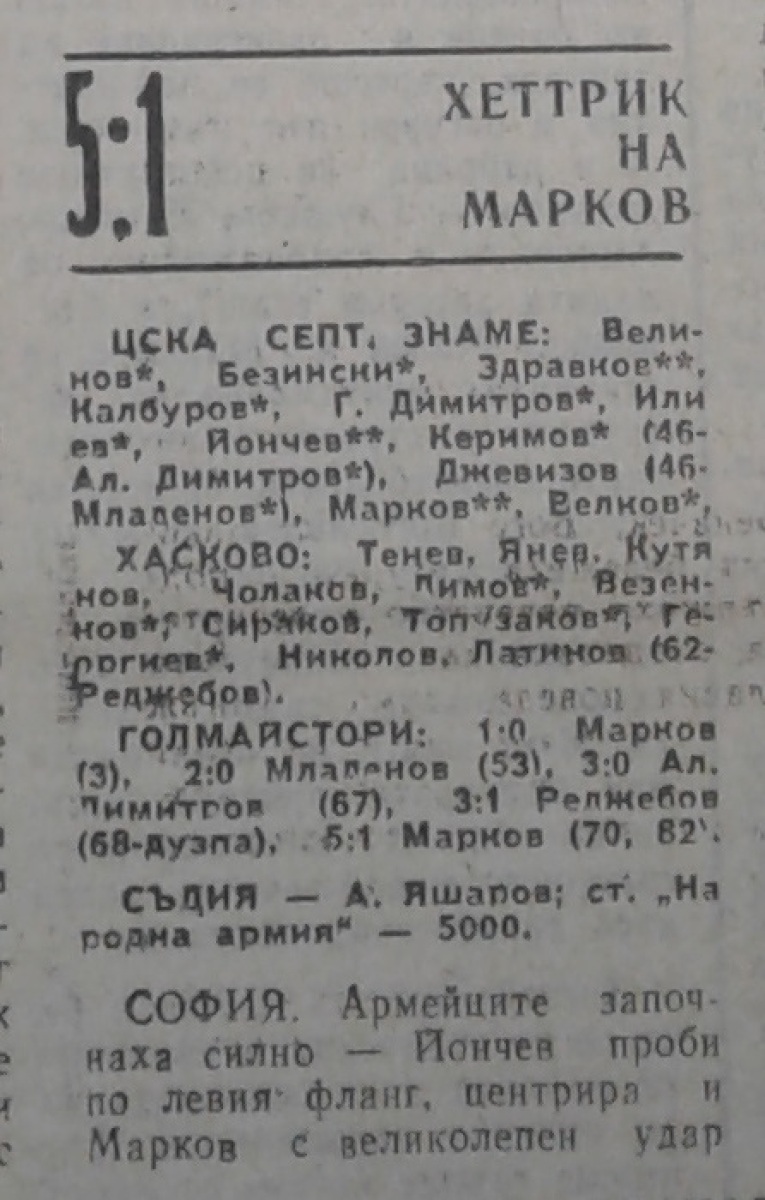 5:1
ХЕТТРИК
НА
МАРКОВ
ЦСКА СЕПТ. ЗНАМЕ: Вели-
нов*, Безински*, Здравков**,
Калбуров*, Г. Димитров*, Или
ев*, Йончев**, Керимов* (46-
Ал. Димитров*), Джевизов (46-
Младенов*), Марков**, Велков*,
ХАСКОВО: Тенев, Янев, Кутя
нов, Чолаков, Димов*, Везен-
нов*, Сираков, Топузаков*, Ге-
оргиев*, Николов, Латинов (62-
Реджебов).
ГОЛМАЙСТОРИ: 1:0 Марков
(3), 2:0 Младенов (53), 3:0 Ал.
Димитров (67), 3:1 Реджебов
(68-дузпа), 5:1 Марков (70, 82).
СЪДИЯ — А. Яшаров; ст. „На
родна армия“ — 5000.
СОФИЯ. Армейците започ-
наха силно — Йончев проби
по левия фланг, центрира и
Марков с великолепен удар